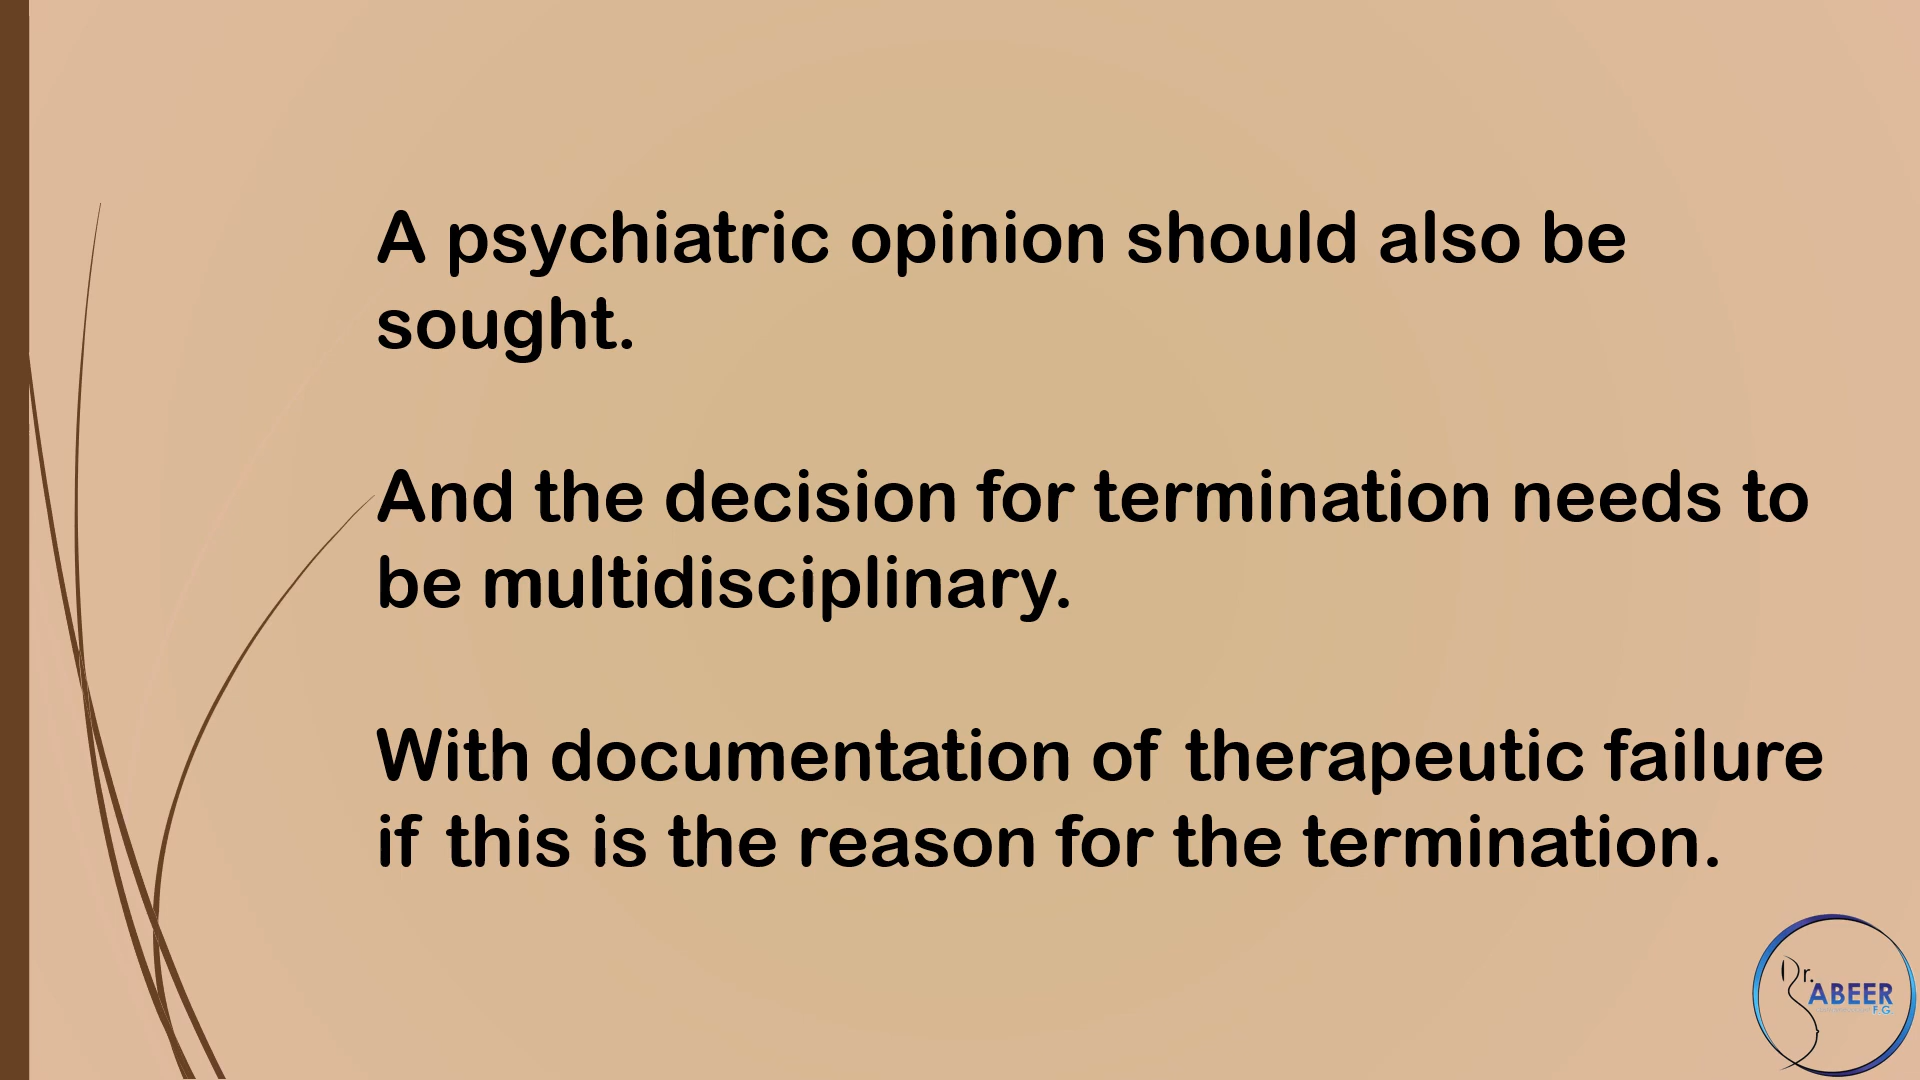 A psychiatric opinion should also be
sought.
And the decision for termination needs to
be multidisciplinary.
With documentation of therapeutic failure
if this is the reason for the termination.
Dr.
ABEER
F.G.